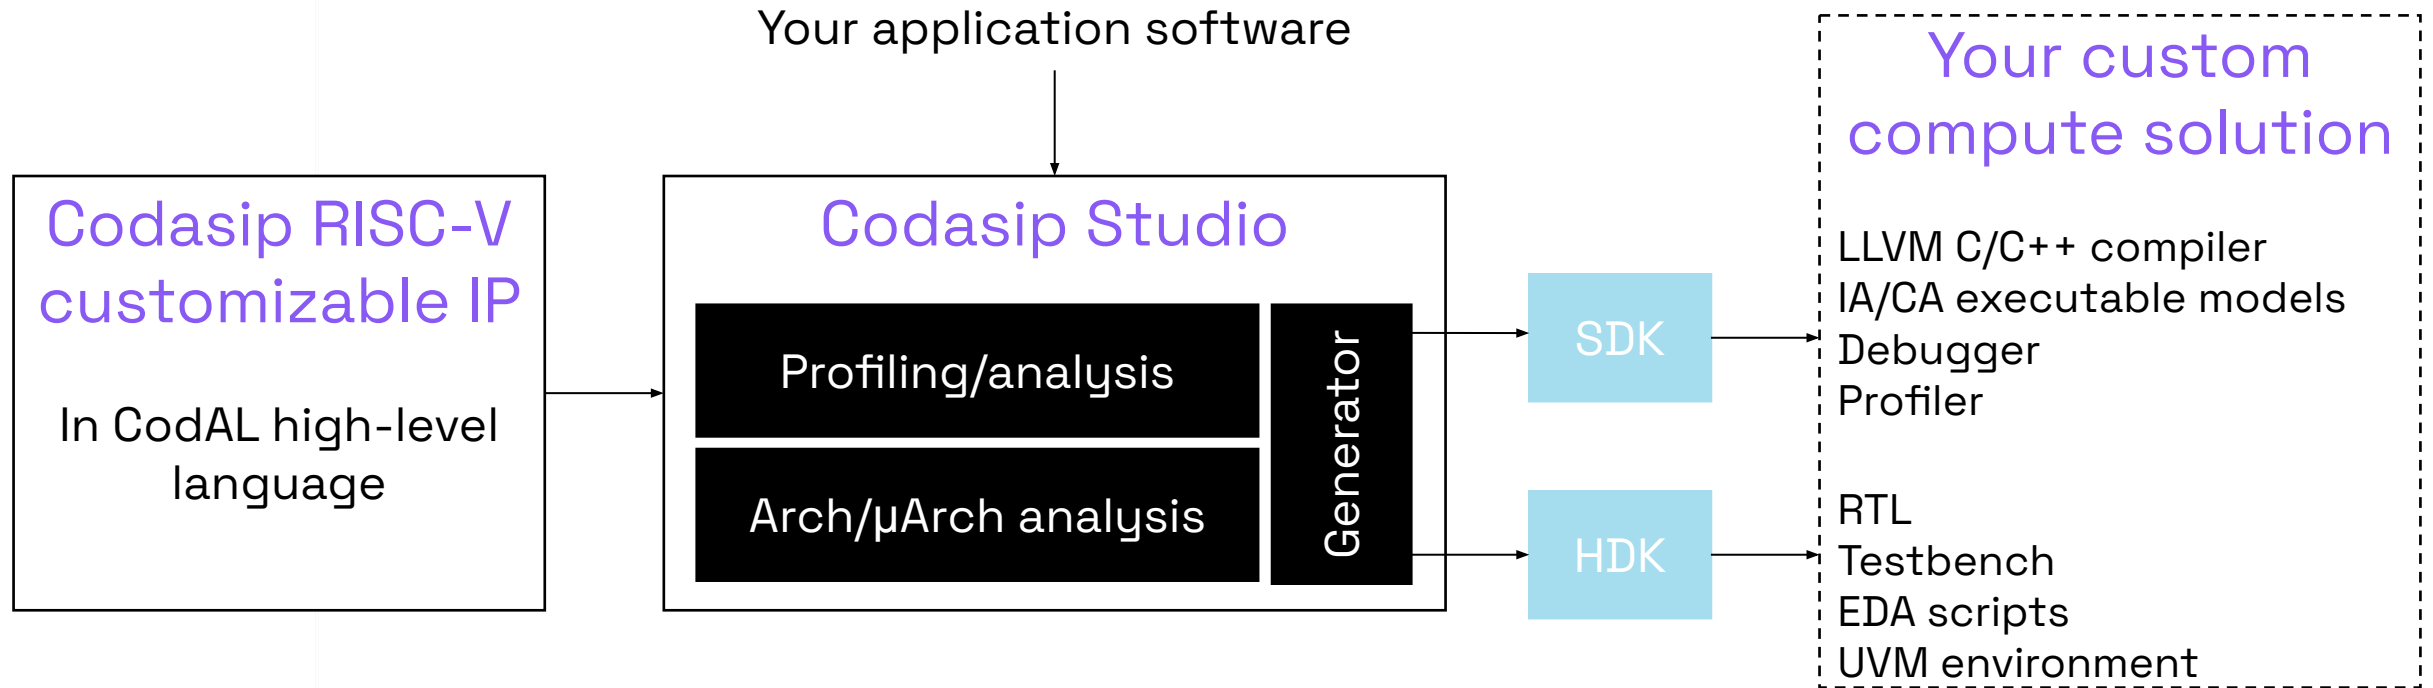 Your application software
Codasip RISC-V
customizable IP
In CodAL high-level
language
Codasip Studio
Profiling/analysis
Arch/µArch analysis
Generator
SDK
HDK
Your custom
compute solution
LLVM C/C++ compiler
IA/CA executable models
Debugger
Profiler
RTL
Testbench
EDA scripts
UVM environment